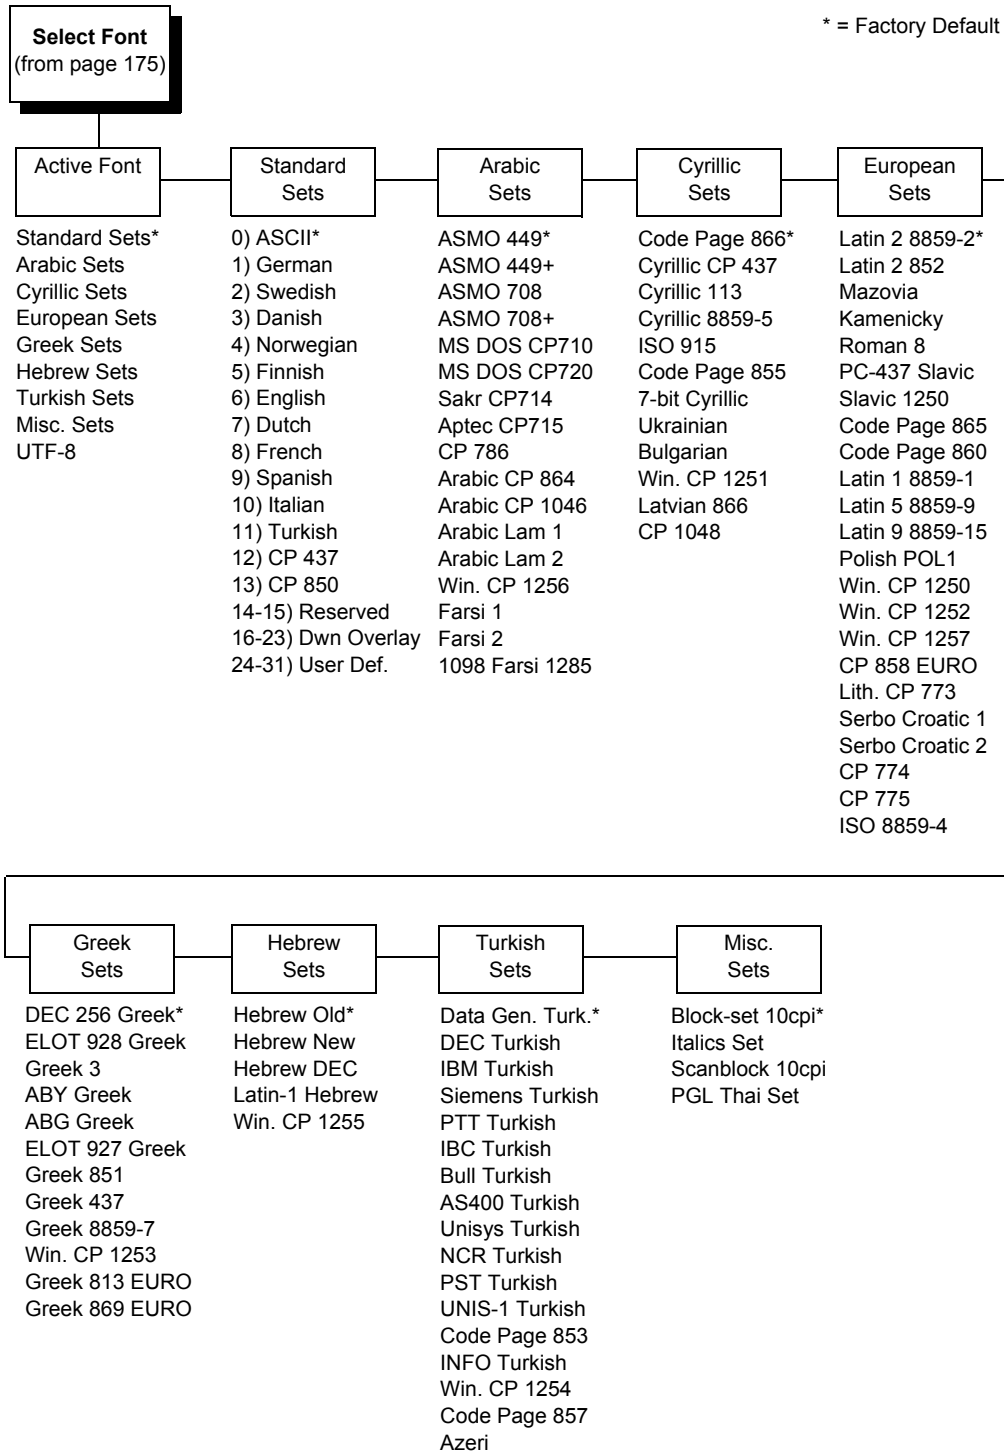 Select Font
(from page 175)
* = Factory Default
Active Font
Standard Sets*
Arabic Sets
Cyrillic Sets
European Sets
Greek Sets
Hebrew Sets
Turkish Sets
Misc. Sets
UTF-8
Standard
Sets
0) ASCII*
1) German
2) Swedish
3) Danish
4) Norwegian
5) Finnish
6) English
7) Dutch
8) French
9) Spanish
10) Italian
11) Turkish
12) CP 437
13) CP 850
14-15) Reserved
16-23) Dwn Overlay
24-31) User Def.
Arabic
Sets
ASMO 449*
ASMO 449+
ASMO 708
ASMO 708+
MS DOS CP710
MS DOS CP720
Sakr CP714
Aptec CP715
CP 786
Arabic CP 864
Arabic CP 1046
Arabic Lam 1
Arabic Lam 2
Win. CP 1256
Farsi 1
Farsi 2
1098 Farsi 1285
Cyrillic
Sets
Code Page 866*
Cyrillic CP 437
Cyrillic 113
Cyrillic 8859-5
ISO 915
Code Page 855
7-bit Cyrillic
Ukrainian
Bulgarian
Win. CP 1251
Latvian 866
CP 1048
European
Sets
Latin 2 8859-2*
Latin 2 852
Mazovia
Kamenicky
Roman 8
PC-437 Slavic
Slavic 1250
Code Page 865
Code Page 860
Latin 1 8859-1
Latin 5 8859-9
Latin 9 8859-15
Polish POL1
Win. CP 1250
Win. CP 1252
Win. CP 1257
CP 858 EURO
Lith. CP 773
Serbo Croatic 1
Serbo Croatic 2
CP 774
CP 775
ISO 8859-4
Greek
Sets
DEC 256 Greek*
ELOT 928 Greek
Greek 3
ABY Greek
ABG Greek
ELOT 927 Greek
Greek 851
Greek 437
Greek 8859-7
Win. CP 1253
Greek 813 EURO
Greek 869 EURO
Hebrew
Sets
Hebrew Old*
Hebrew New
Hebrew DEC
Latin-1 Hebrew
Win. CP 1255
Turkish
Sets
Data Gen. Turk.*
DEC Turkish
IBM Turkish
Siemens Turkish
PTT Turkish
IBC Turkish
Bull Turkish
AS400 Turkish
Unisys Turkish
NCR Turkish
PST Turkish
UNIS-1 Turkish
Code Page 853
INFO Turkish
Win. CP 1254
Code Page 857
Azeri
Misc.
Sets
Block-set 10cpi*
Italics Set
Scanblock 10cpi
PGL Thai Set